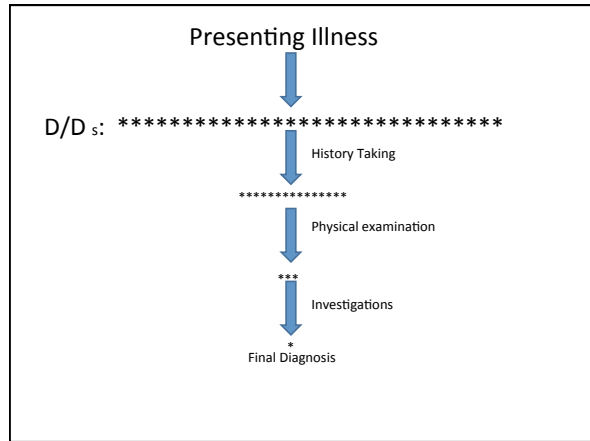 Presenting Illness
D/D s: *******************************
History Taking
***************
Physical examination
***
Investigations
*
Final Diagnosis